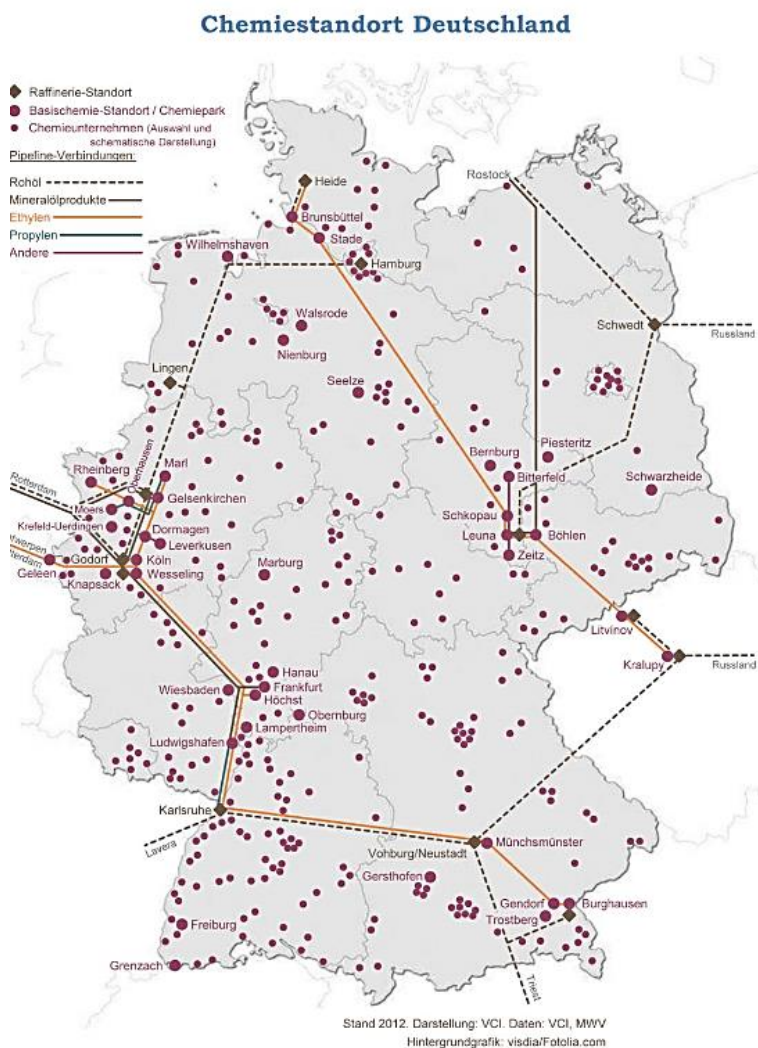 Chemiestandort Deutschland
Raffinerie-Standort
Basischemie-Standort / Chemiepark
Chemieunternehmen (Auswahl und
schematische Darstellung)
Pipeline-Verbindungen:
Rohöl
Mineralölprodukte
Ethylen
Propylen
Andere
Heide
Rostock
Brunsbüttel
Stade
Wilhelmshaven
Hamburg
Walsrode
Schwedt
Russland
Nienburg
Lingen
Seelze
Oberhausen
Marl
Bernburg
Piesteritz
Rheinberg
Bitterfeld
Schwarzheide
Rotterdam
Gelsenkirchen
Moers
Schkopau
Krefeld-Uerdingen
Dormagen
Leverkusen
Leuna
Böhlen
Godorf
Köln
Zeitz
Geleen
Knapsack
Wesseling
Marburg
Litvinov
Kralupy
Russland
Hanau
Wiesbaden
Frankfurt
Höchst
Obernburg
Lampertheim
Ludwigshafen
Karlsruhe
Lavera
Vohburg/Neustadt
Münchsmünster
Gersthofen
Gendorf
Burghausen
Trostberg
Freiburg
Triest
Grenzach
Stand 2012. Darstellung: VCI. Daten: VCI, MWV
Hintergrundgrafik: visdia/Fotolia.com